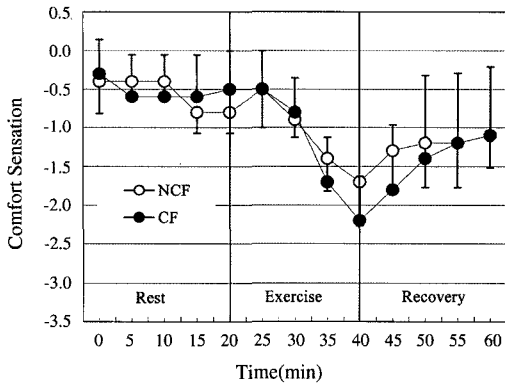 0.5
0.0
-0.5
-1.0
-1.5
-2.0
-2.5
-3.0
-3.5
Comfort Sensation
NCF
CF
Rest Exercise Recovery
0 5 10 15 20 25 30 35 40 45 50 55 60
Time(min)